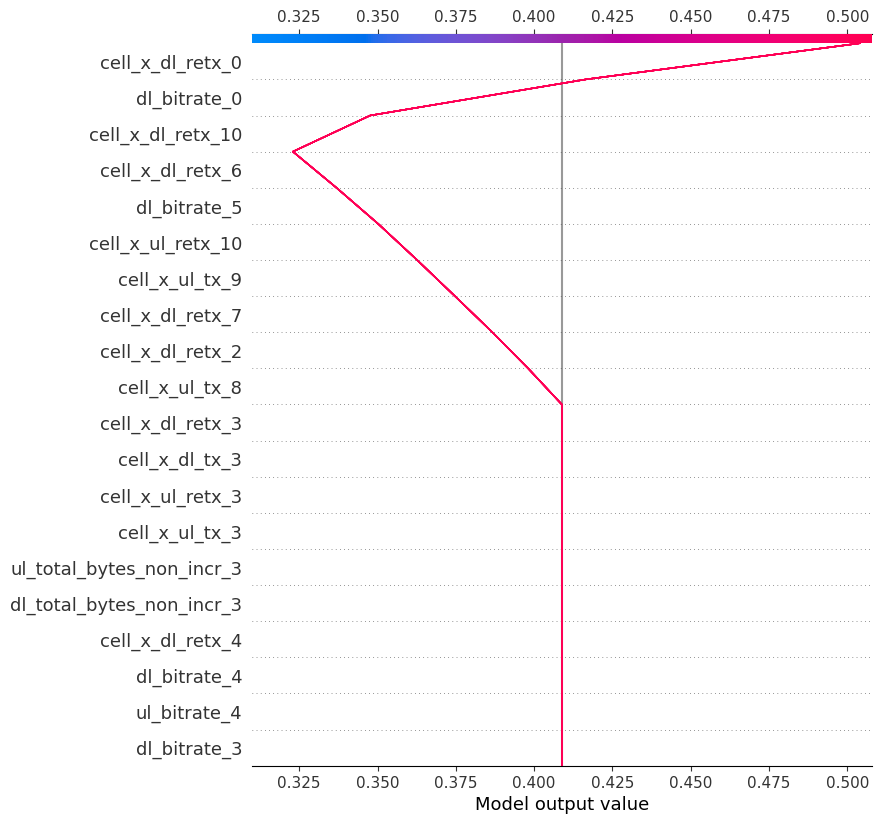 0.325 0.350 0.375 0.400 0.425 0.450 0.475 0.500
cell_x_dl_retx_0
dl_bitrate_0
cell_x_dl_retx_10
cell_x_dl_retx_6
dl_bitrate_5
cell_x_ul_retx_10
cell_x_ul_tx_9
cell_x_dl_retx_7
cell_x_dl_retx_2
cell_x_ul_tx_8
cell_x_dl_retx_3
cell_x_dl_tx_3
cell_x_ul_retx_3
cell_x_ul_tx_3
ul_total_bytes_non_incr_3
dl_total_bytes_non_incr_3
cell_x_dl_retx_4
dl_bitrate_4
ul_bitrate_4
dl_bitrate_3
0.325 0.350 0.375 0.400 0.425 0.450 0.475 0.500
Model output value